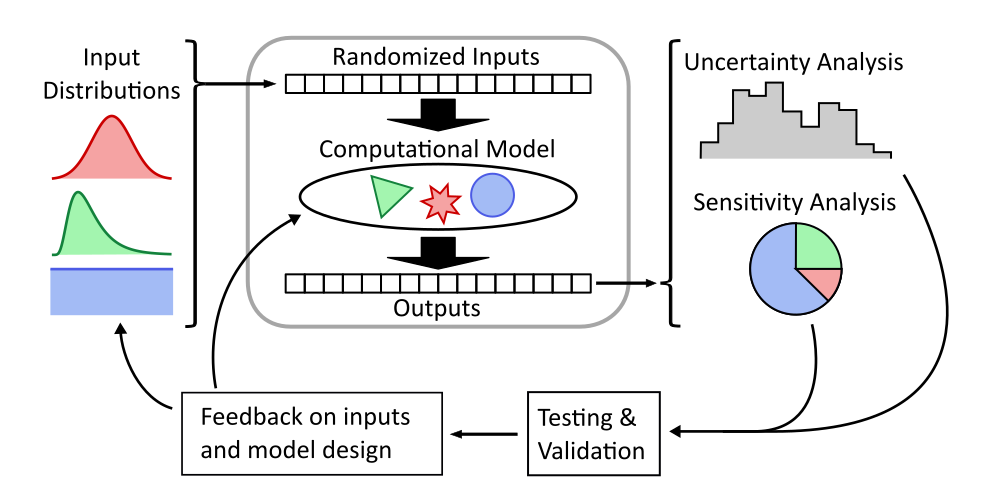 Input
Distributions
Randomized Inputs
Computational Model
Outputs
Uncertainty Analysis
Sensitivity Analysis
Testing &
Validation
Feedback on inputs
and model design